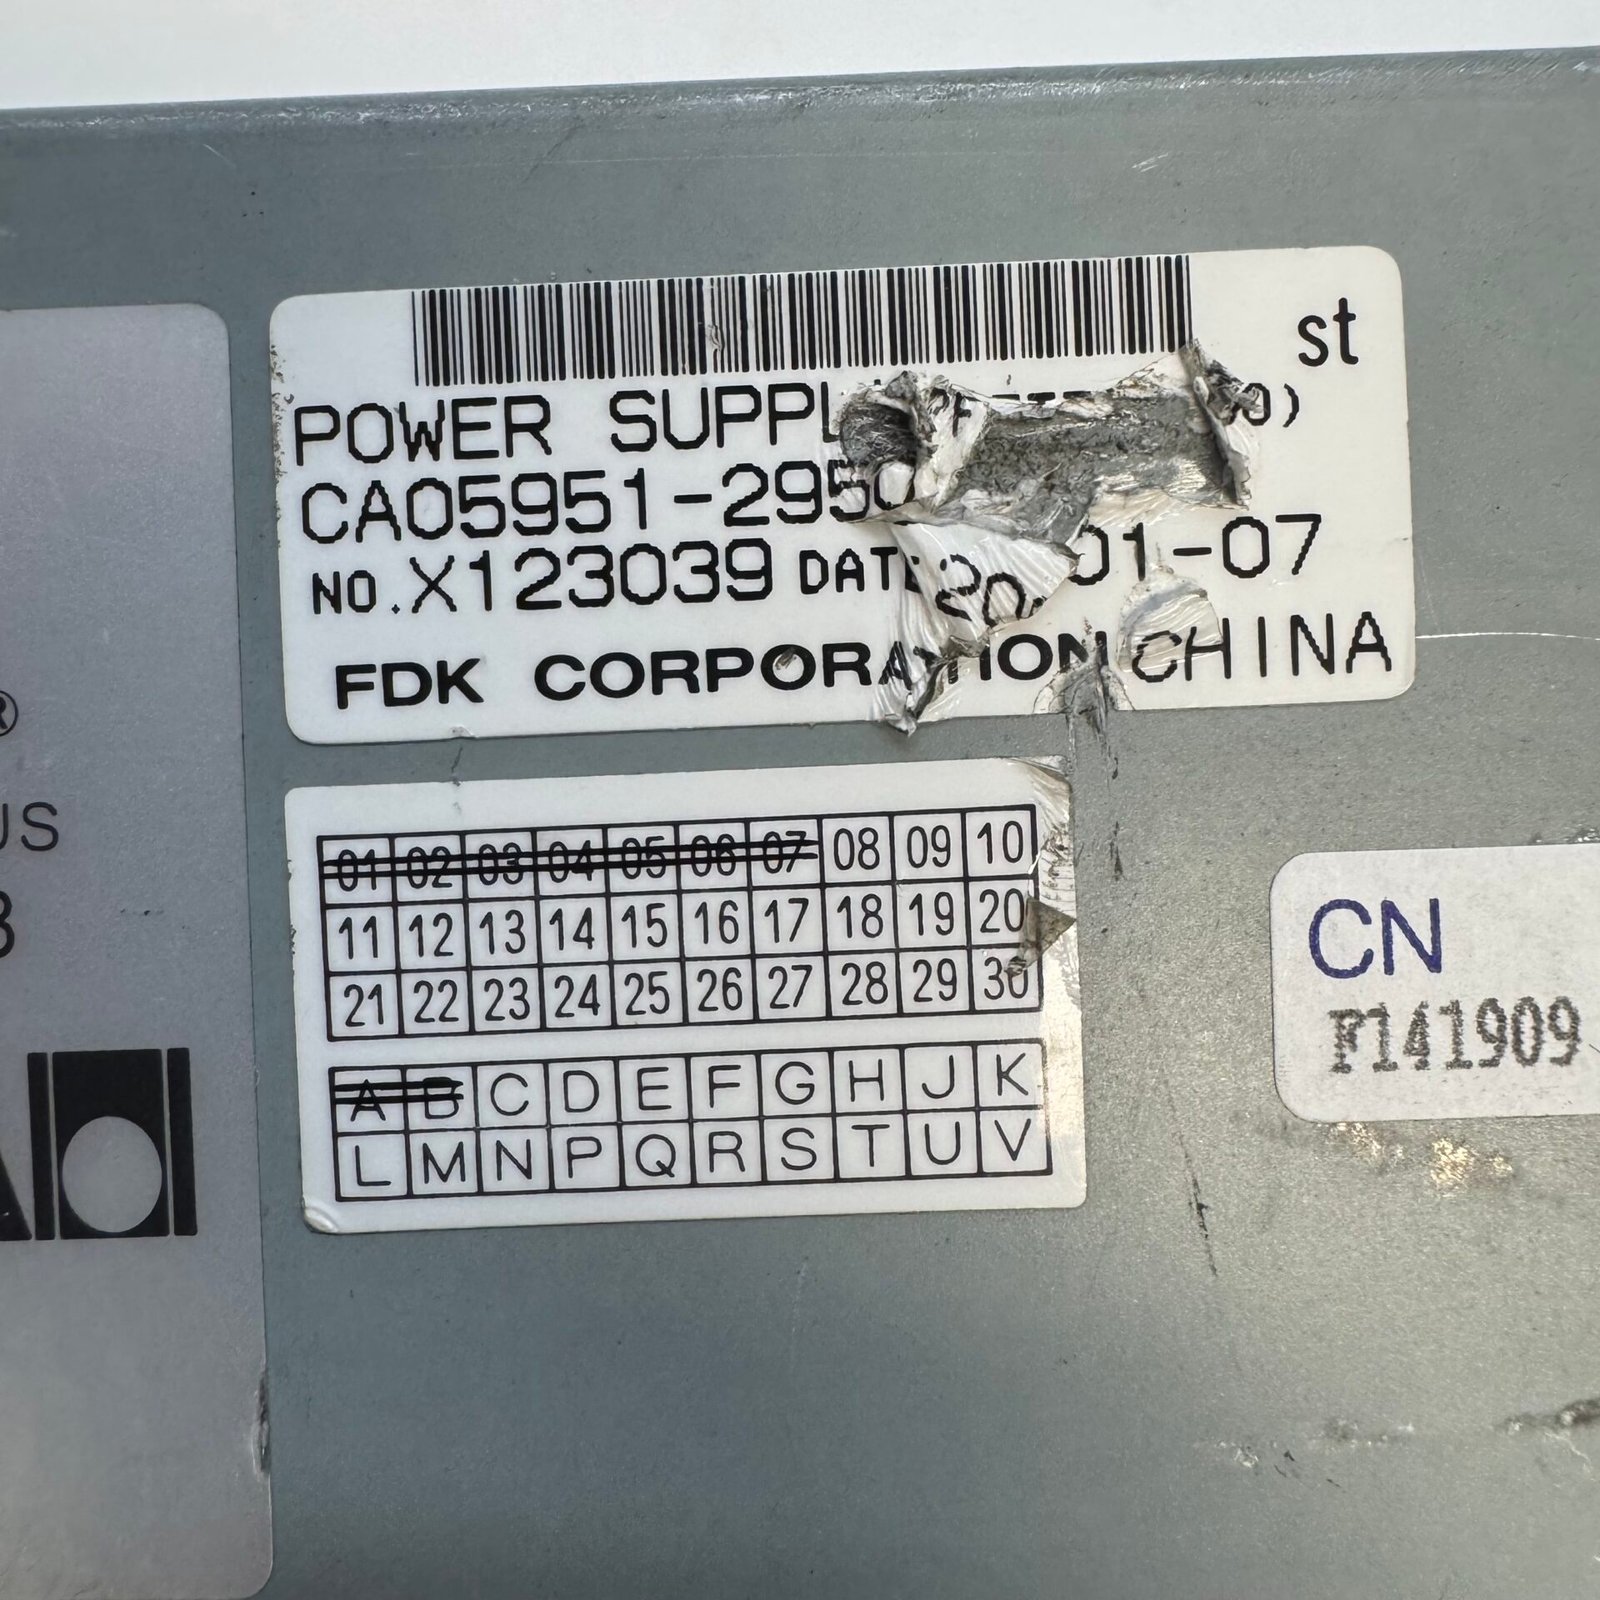 st
POWER
CA05951-2950
NO.X123039 DATE 01-07
FDK CORPORATION CHINA
01 02 03 04 05 06 07 08 09 10
11 12 13 14 15 16 17 18 19 20
21 22 23 24 25 26 27 28 29 30
A B C D E F G H J K
L M N P Q R S T U V
®
US
CN
F141909